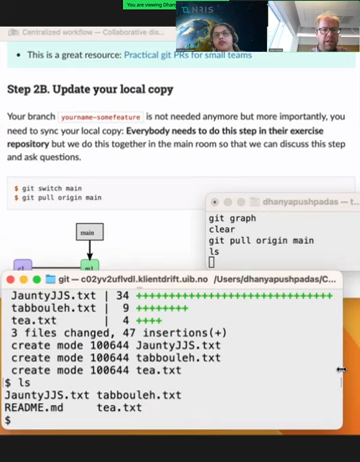 You are viewing Dhany
Centralized workflow — Collaborative dis...
• This is a great resource: Practical git PRs for small teams
Step 2B. Update your local copy
Your branch yourname-somefeature is not needed anymore but more importantly, you
need to sync your local copy: Everybody needs to do this step in their exercise
repository but we do this together in the main room so that we can discuss this step
and ask questions.
$ git switch main
$ git pull origin main
main
c1
m1
dhanyapushpadas — t...
git graph
clear
git pull origin main
ls
git — c02yv2uflvdl.klientdrift.uib.no /Users/dhanyapushpadas/C...
JauntyJJS.txt | 34 ++++++++++++++++++++++++++++++++++
tabbouleh.txt | 9 +++++++++
tea.txt | 4 ++++
3 files changed, 47 insertions(+)
create mode 100644 JauntyJJS.txt
create mode 100644 tabbouleh.txt
create mode 100644 tea.txt
$ ls
JauntyJJS.txt tabbouleh.txt
README.md tea.txt
$